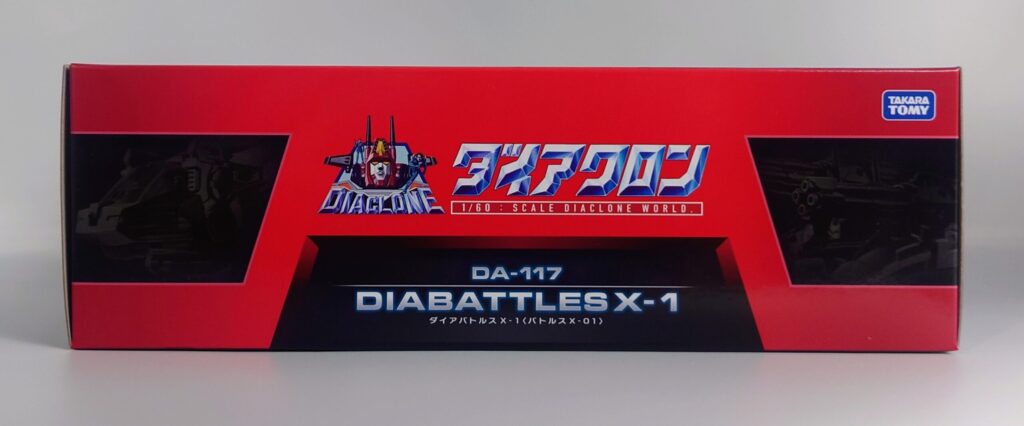 TAKARA
TOMY
DIACLONE
ダイアクロン
1/60 : SCALE DIACLONE WORLD.
DA-117
DIABATTLES X-1
ダイアバトルスX-1〈バトルスX-01〉